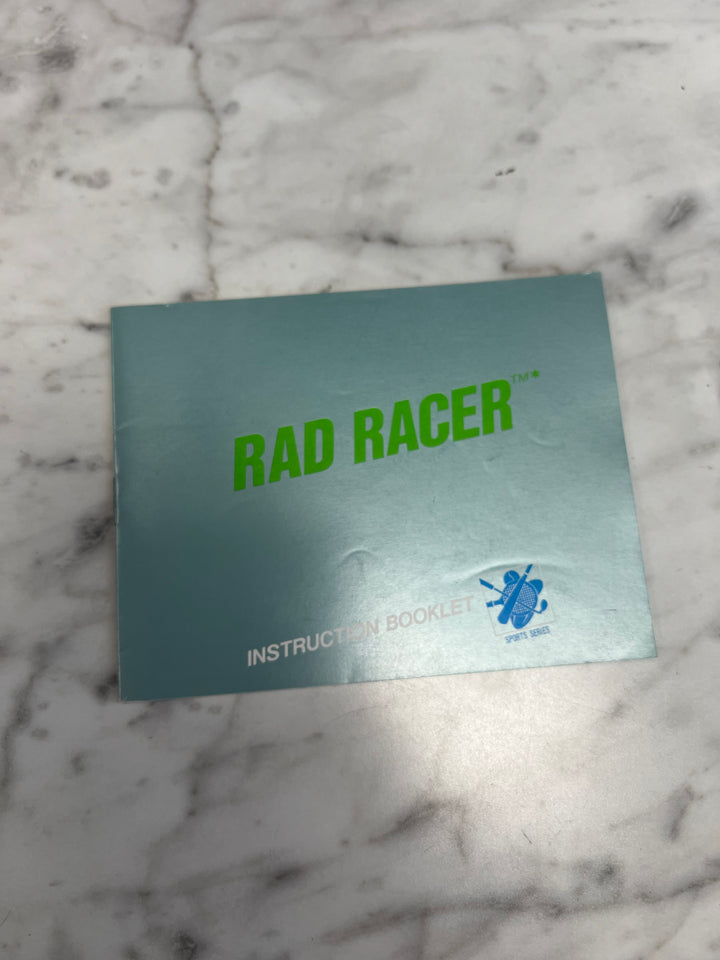 RAD RACER™*
INSTRUCTION BOOKLET
SPORTS SERIES